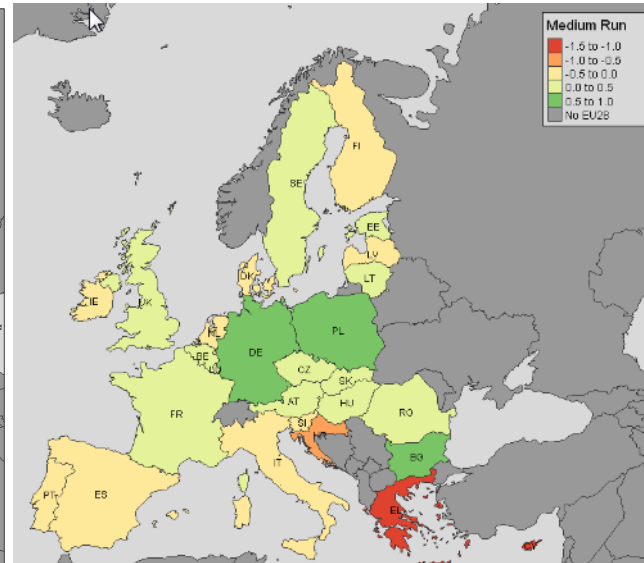 Medium Run
-1.5 to -1.0
-1.0 to -0.5
-0.5 to 0.0
0.0 to 0.5
0.5 to 1.0
No EU28
FI
SE
EE
LV
LT
DK
IE
UK
NL
BE
LU
DE
PL
CZ
SK
AT
HU
FR
RO
SI
IT
BG
PT
ES
EL